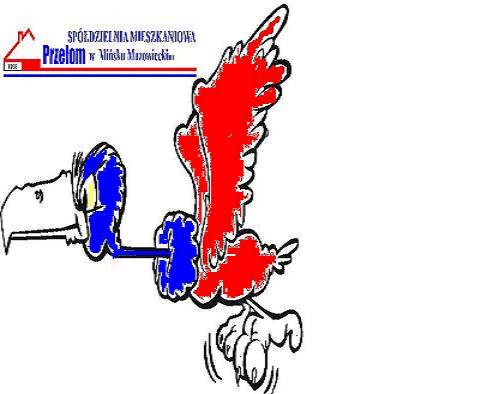 SPÓŁDZIELNIA MIESZKANIOWA
Przełom w Mińsku Mazowieckim